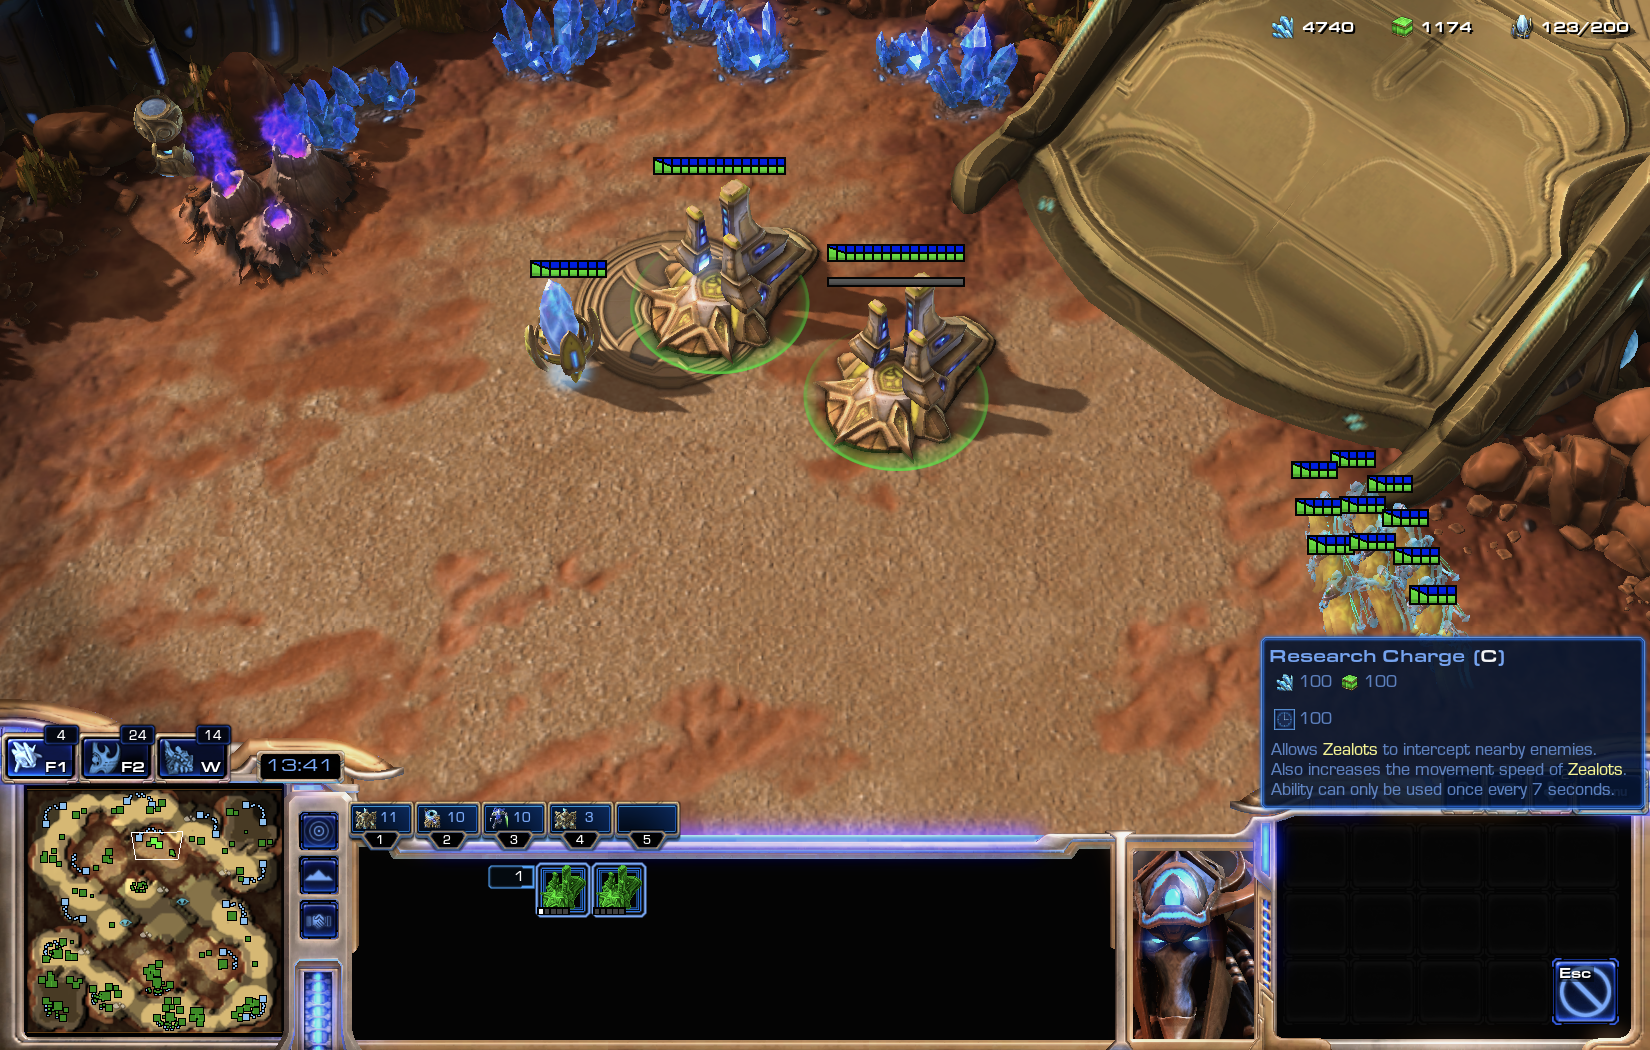 4740 1174 123/200
Research Charge (C)
100 100
100
Allows Zealots to intercept nearby enemies.
Also increases the movement speed of Zealots.
Ability can only be used once every 7 seconds.
4 24 14
F1 F2 W
13:41
11 10 10 3
1 2 3 4 5
1
Esc